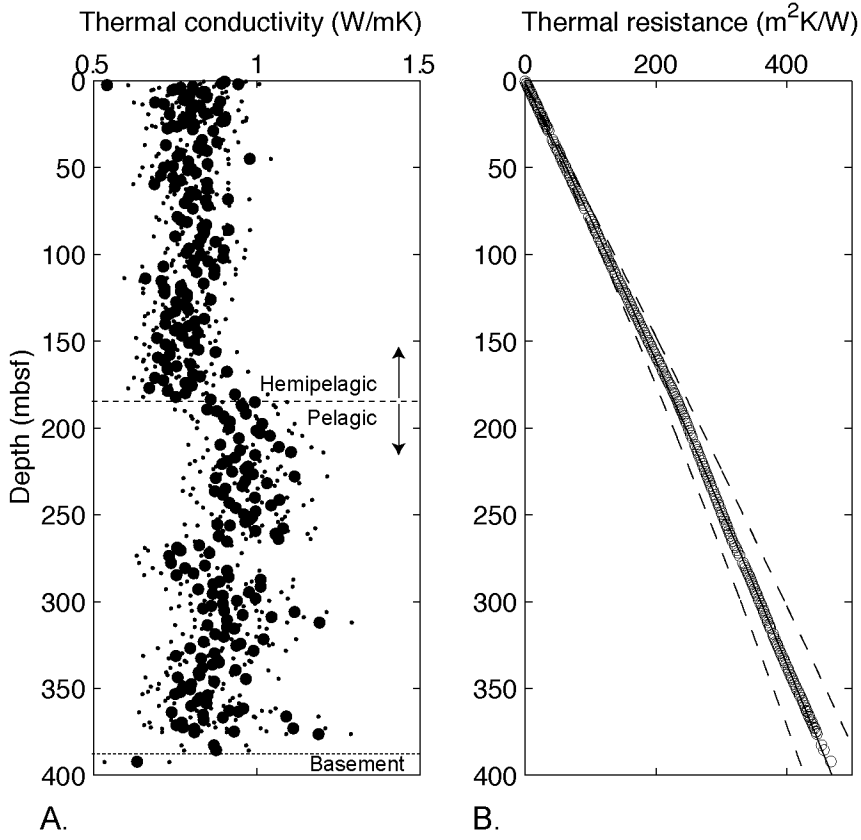 Thermal conductivity (W/mK)
0.5 1 1.5
0
50
100
150
200
250
300
350
400
Depth (mbsf)
Hemipelagic
Pelagic
Basement
A.
Thermal resistance (m²K/W)
0 200 400
0
50
100
150
200
250
300
350
400
B.